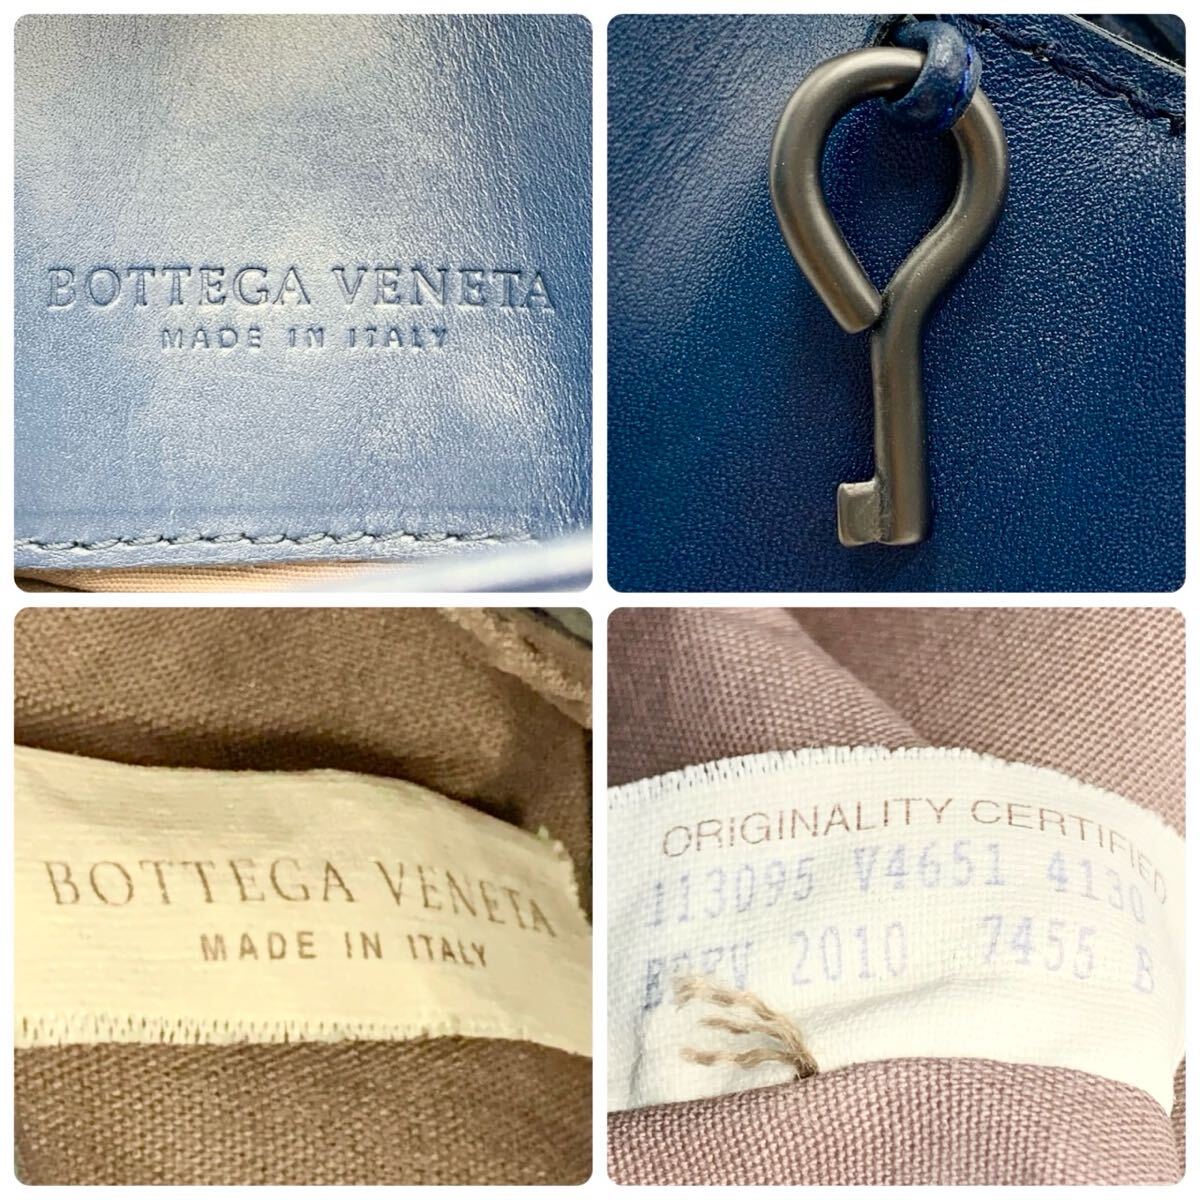 BOTTEGA VENETA
MADE IN ITALY
BOTTEGA VENETA
MADE IN ITALY
ORIGINALITY CERTIFIED
113095 V4651 4130
2010 7455 B